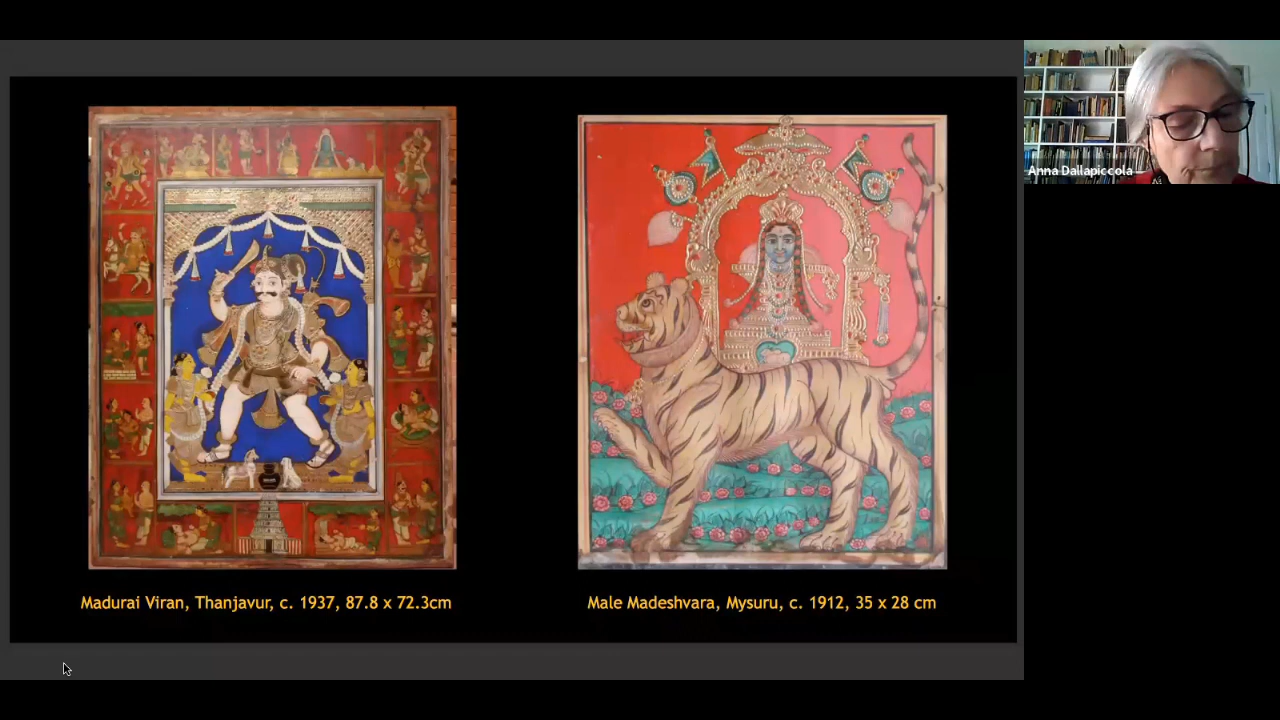 Anna Dallapiccola
Madurai Viran, Thanjavur, c. 1937, 87.8 x 72.3cm
Male Madeshvara, Mysuru, c. 1912, 35 x 28 cm